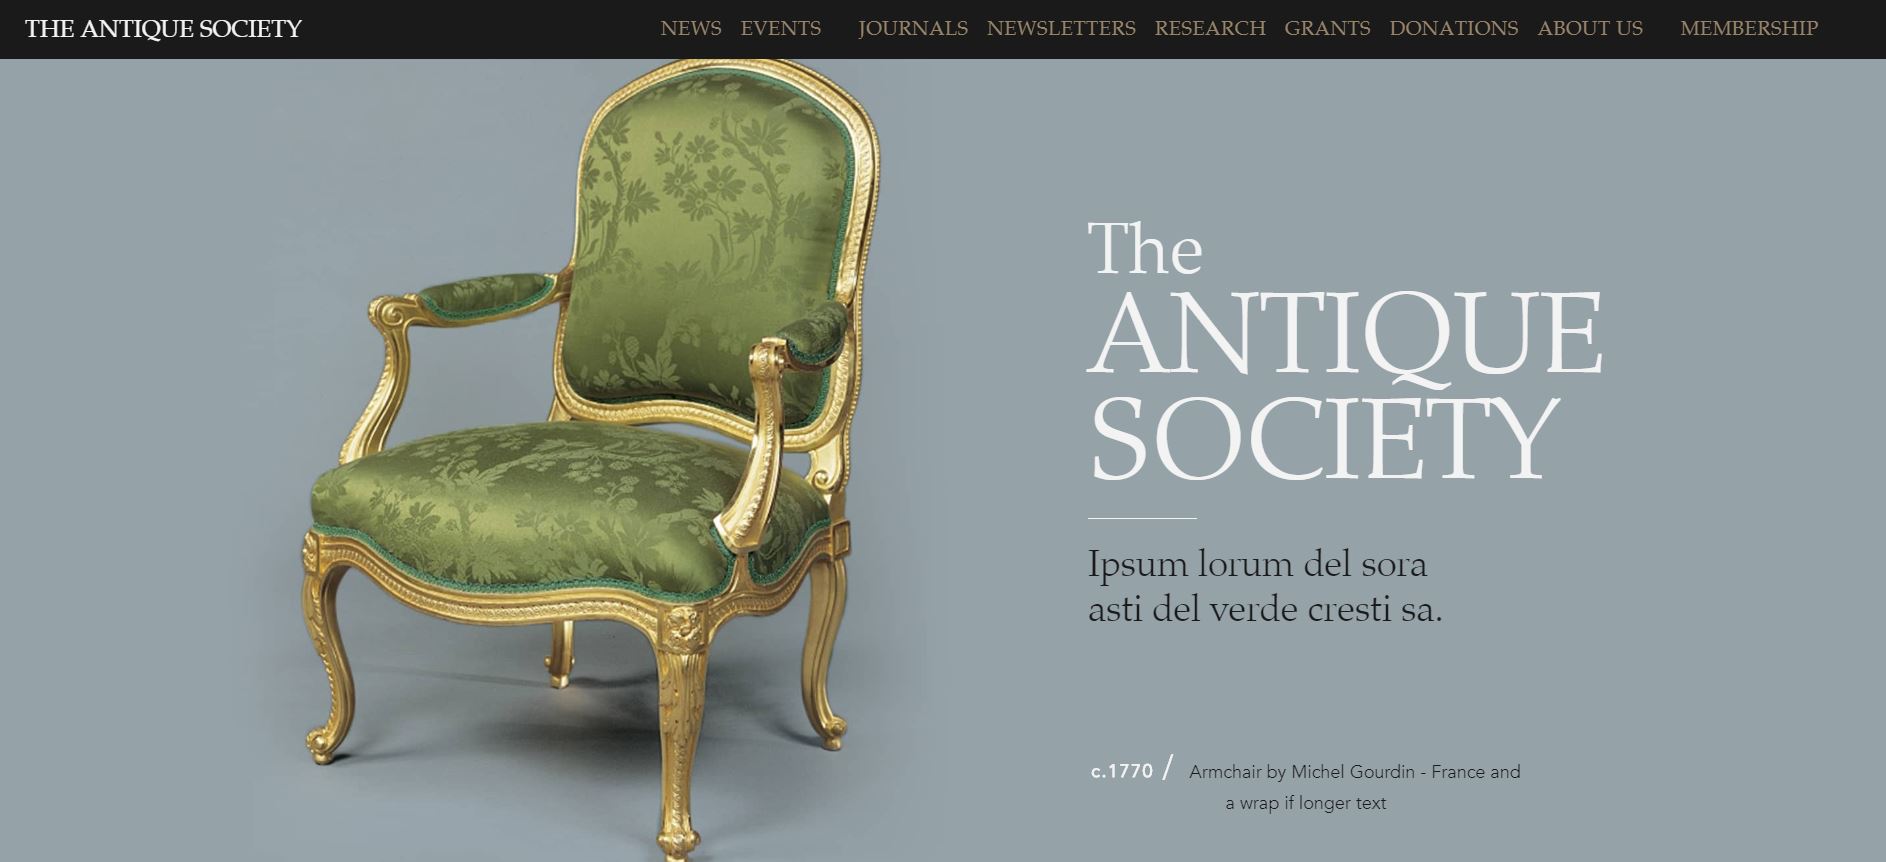 THE ANTIQUE SOCIETY NEWS EVENTS JOURNALS NEWSLETTERS RESEARCH GRANTS DONATIONS ABOUT US MEMBERSHIP
The
ANTIQUE
SOCIETY
Ipsum lorum del sora
asti del verde cresti sa.
c.1770 / Armchair by Michel Gourdin - France and
a wrap if longer text